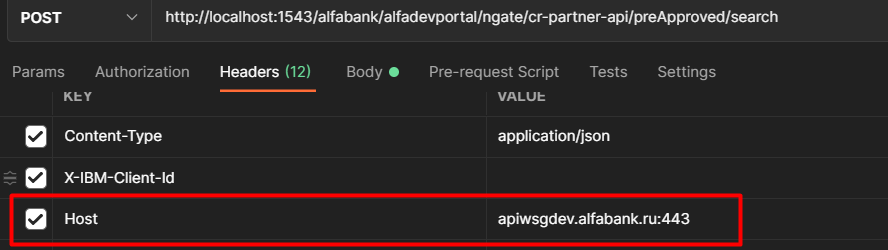 POST http://localhost:1543/alfabank/alfadevportal/ngate/cr-partner-api/preApproved/search
Params Authorization Headers (12) Body Pre-request Script Tests Settings
KEY VALUE
Content-Type application/json
X-IBM-Client-Id
Host apiwsgdev.alfabank.ru:443